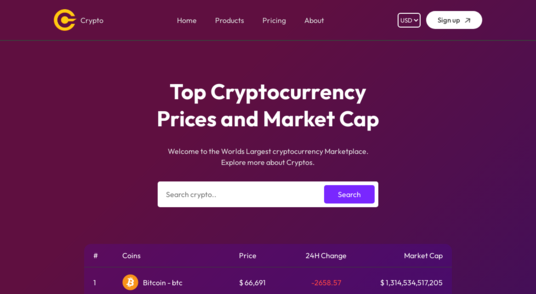 Crypto Home Products Pricing About USD Sign up
Top Cryptocurrency
Prices and Market Cap
Welcome to the Worlds Largest cryptocurrency Marketplace.
Explore more about Cryptos.
Search crypto... Search
# Coins Price 24H Change Market Cap
1 Bitcoin - btc $ 66,691 -2658.57 $ 1,314,534,517,205